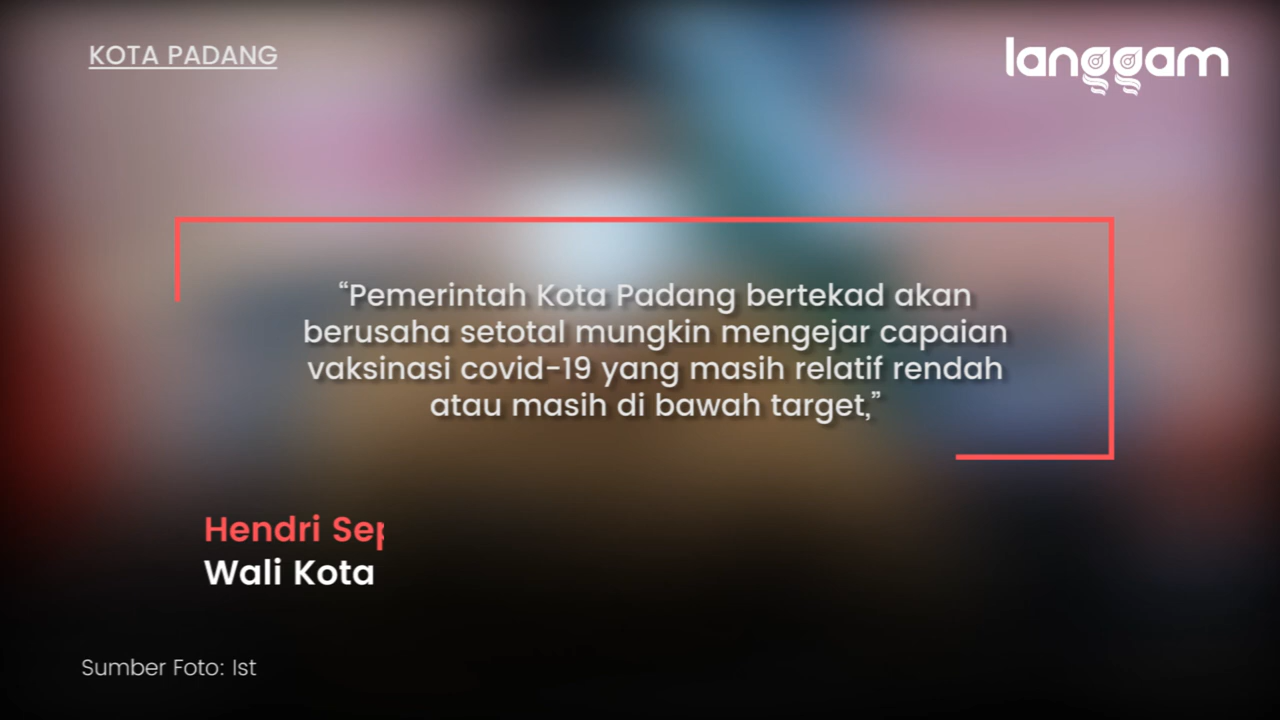 KOTA PADANG
langgam
“Pemerintah Kota Padang bertekad akan
berusaha setotal mungkin mengejar capaian
vaksinasi covid-19 yang masih relatif rendah
atau masih di bawah target,”
Hendri Sep
Wali Kota
Sumber Foto: Ist